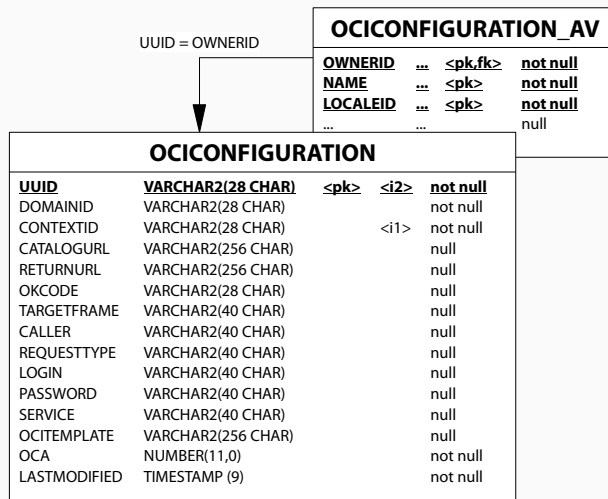 OCICONFIGURATION_AV
UUID = OWNERID
OWNERID ... <pk,fk> not null
NAME ... <pk> not null
LOCALEID ... <pk> not null
... ... null
OCICONFIGURATION
UUID VARCHAR2(28 CHAR) <pk> <i2> not null
DOMAINID VARCHAR2(28 CHAR) not null
CONTEXTID VARCHAR2(28 CHAR) <i1> not null
CATALOGURL VARCHAR2(256 CHAR) null
RETURNURL VARCHAR2(256 CHAR) null
OKCODE VARCHAR2(28 CHAR) null
TARGETFRAME VARCHAR2(40 CHAR) null
CALLER VARCHAR2(40 CHAR) null
REQUESTTYPE VARCHAR2(40 CHAR) null
LOGIN VARCHAR2(40 CHAR) null
PASSWORD VARCHAR2(40 CHAR) null
SERVICE VARCHAR2(40 CHAR) null
OCITEMPLATE VARCHAR2(256 CHAR) null
OCA NUMBER(11,0) not null
LASTMODIFIED TIMESTAMP (9) not null